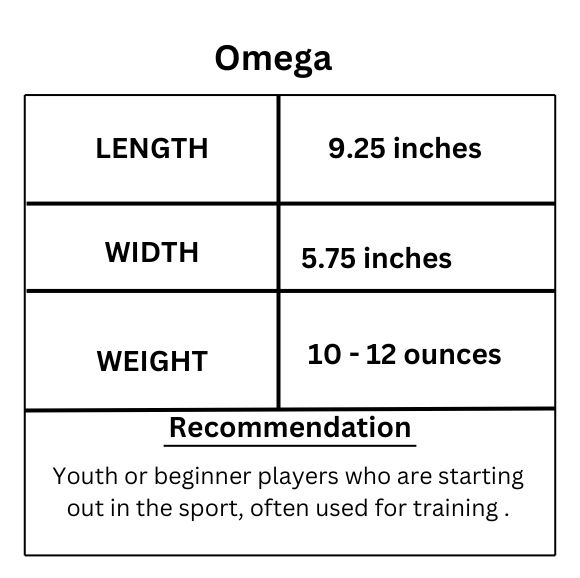 Omega
LENGTH 9.25 inches
WIDTH 5.75 inches
WEIGHT 10 - 12 ounces
Recommendation
Youth or beginner players who are starting
out in the sport, often used for training .